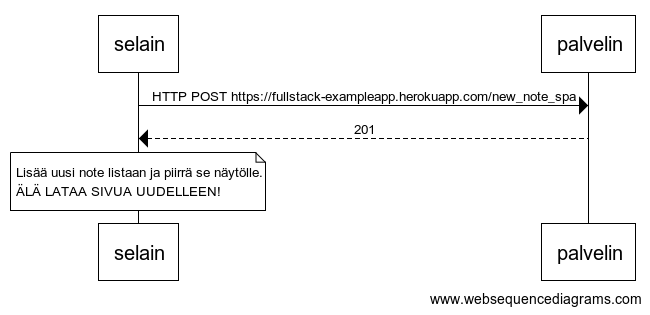 selain
palvelin
HTTP POST https://fullstack-exampleapp.herokuapp.com/new_note_spa
201
Lisää uusi note listaan ja piirrä se näytölle.
ÄLÄ LATAA SIVUA UUDELLEEN!
selain
palvelin
www.websequencediagrams.com